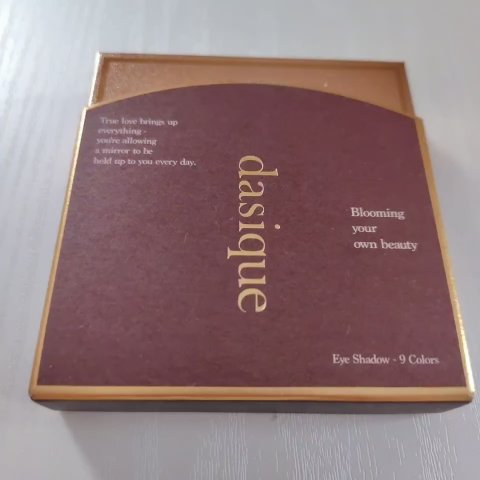 True love brings up
everything -
you're allowing
a mirror to be
held up to you every day.
dasique
Blooming
your
own beauty
Eye Shadow - 9 Colors